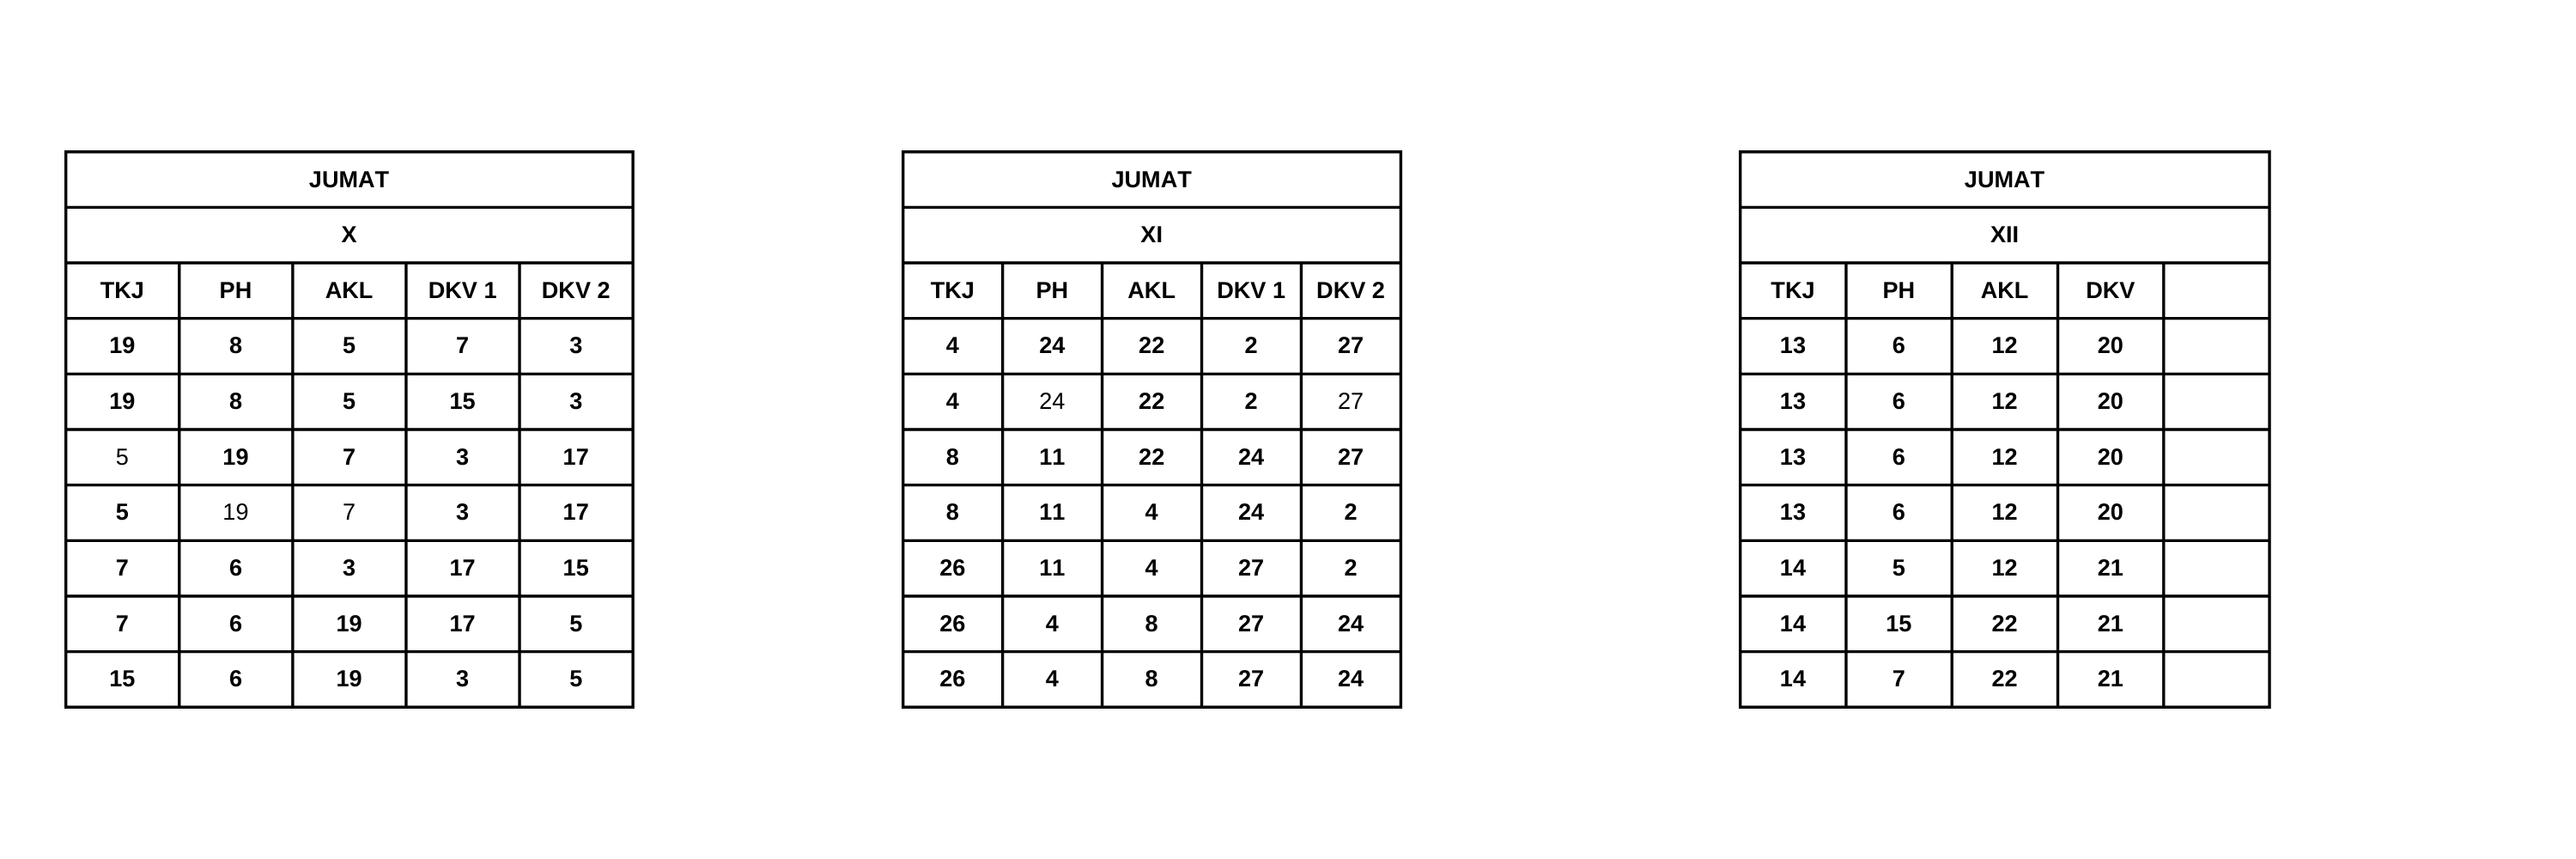 JUMAT
X
TKJ PH AKL DKV 1 DKV 2
19 8 5 7 3
19 8 5 15 3
5 19 7 3 17
5 19 7 3 17
7 6 3 17 15
7 6 19 17 5
15 6 19 3 5
JUMAT
XI
TKJ PH AKL DKV 1 DKV 2
4 24 22 2 27
4 24 22 2 27
8 11 22 24 27
8 11 4 24 2
26 11 4 27 2
26 4 8 27 24
26 4 8 27 24
JUMAT
XII
TKJ PH AKL DKV
13 6 12 20
13 6 12 20
13 6 12 20
13 6 12 20
14 5 12 21
14 15 22 21
14 7 22 21